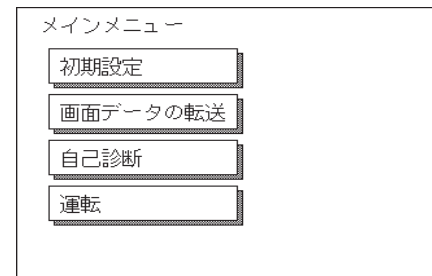 メインメニュー
初期設定
画面データの転送
自己診断
運転